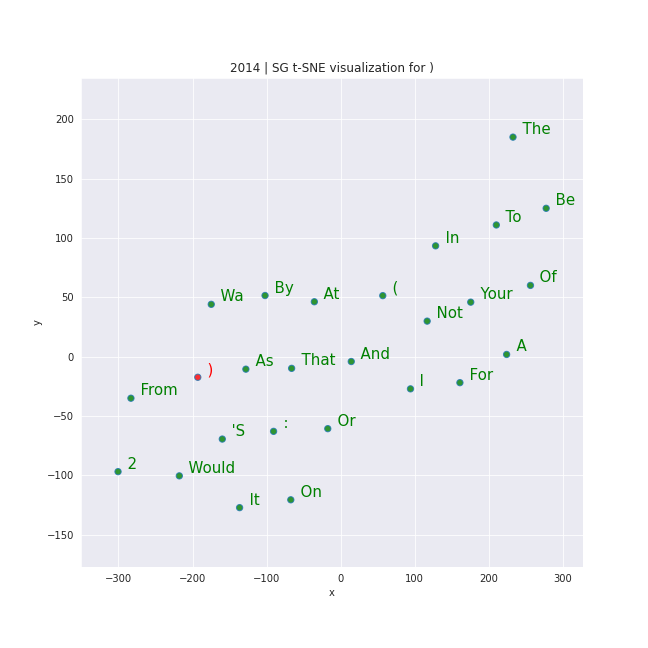 2014 | SG t-SNE visualization for )
The
Be
To
In
Of
Wa
By
At
(
Your
Not
A
As
That
And
)
From
I
For
'S
:
Or
2
Would
It
On
200
150
100
50
0
−50
−100
−150
y
−300
−200
−100
0
100
200
300
x